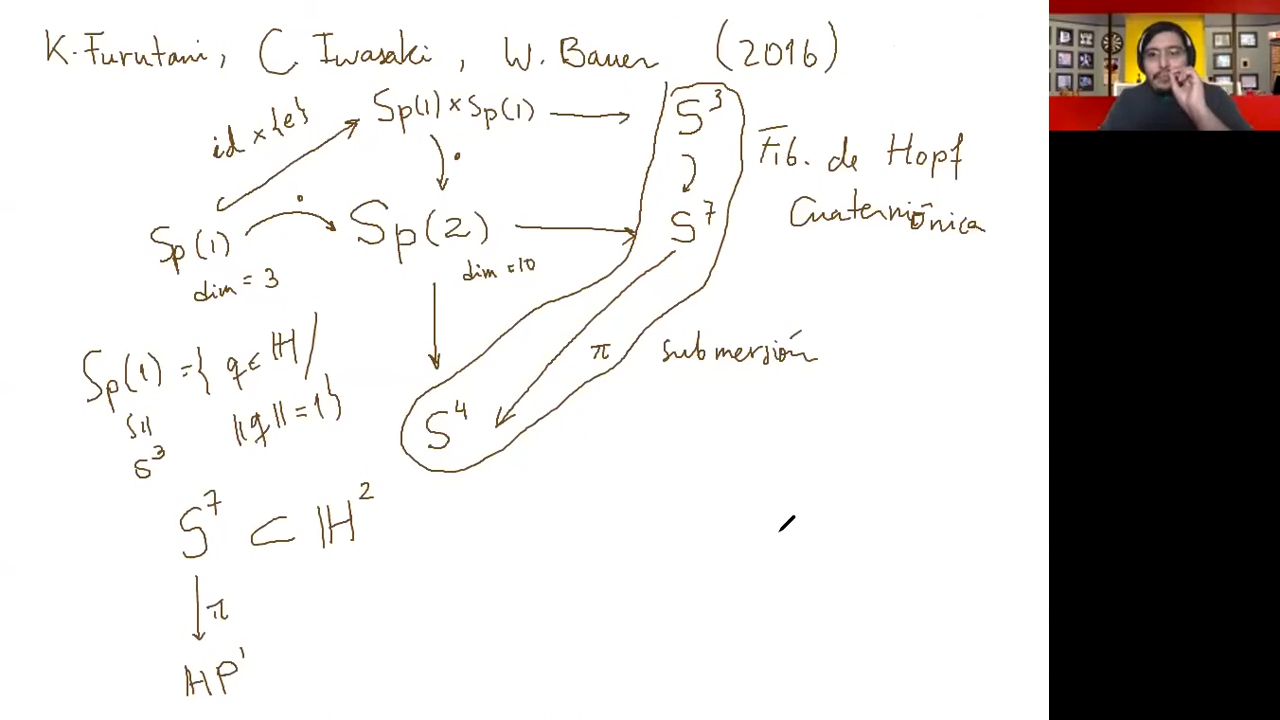 K. Furutani, C. Iwasaki, W. Bauer (2016)
id × {e}
Sp(1) × Sp(1)
S³
Fib. de Hopf
Cuaterniónica
Sp(1)
dim = 3
Sp(2)
dim = 10
S⁷
π
submersión
Sp(1) = { q ∈ ℍ /
‖q‖ = 1 }
S³
S⁴
S⁷ ⊂ ℍ²
π
ℍP¹